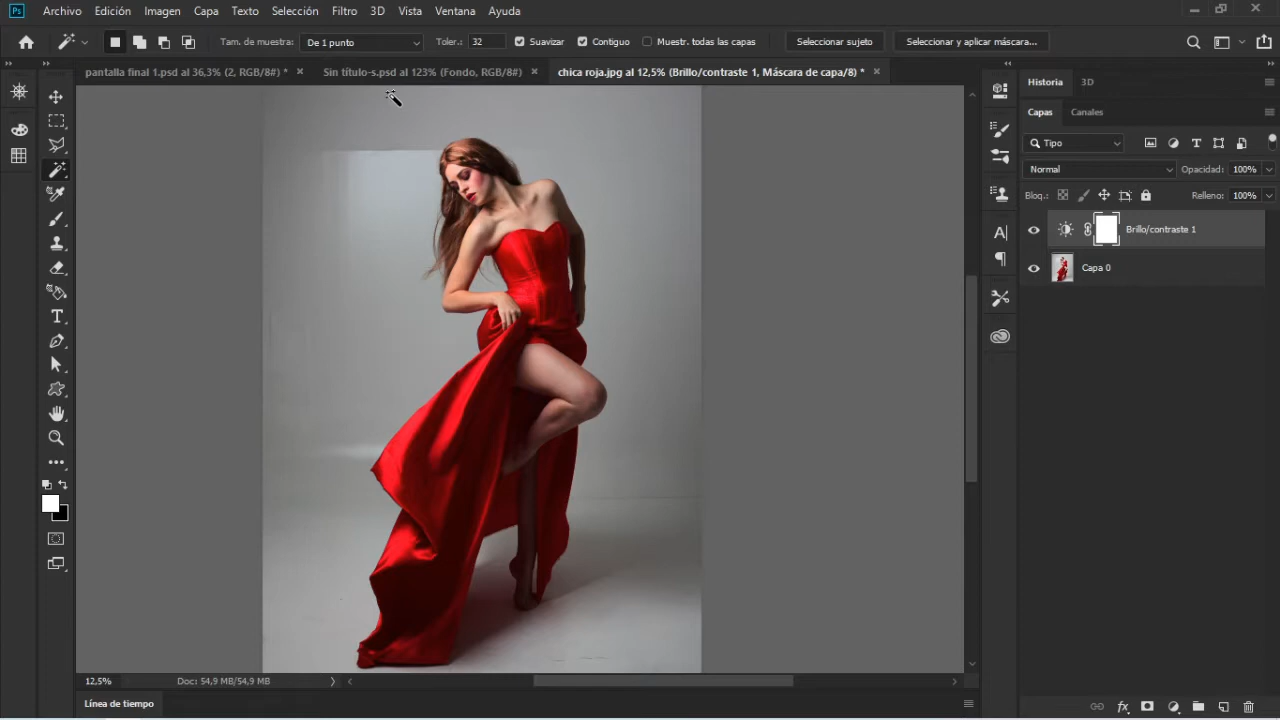 Ps Archivo Edición Imagen Capa Texto Selección Filtro 3D Vista Ventana Ayuda
Tam. de muestra: De 1 punto Toler.: 32 Suavizar Contiguo Muestr. todas las capas Seleccionar sujeto Seleccionar y aplicar máscara...
pantalla final 1.psd al 36,3% (2, RGB/8#) * Sin título-s.psd al 123% (Fondo, RGB/8#) chica roja.jpg al 12,5% (Brillo/contraste 1, Máscara de capa/8) *
Historia 3D
Capas Canales
Tipo
Normal Opacidad: 100%
Bloq.: Relleno: 100%
Brillo/contraste 1
Capa 0
12,5% Doc: 54,9 MB/54,9 MB
Línea de tiempo